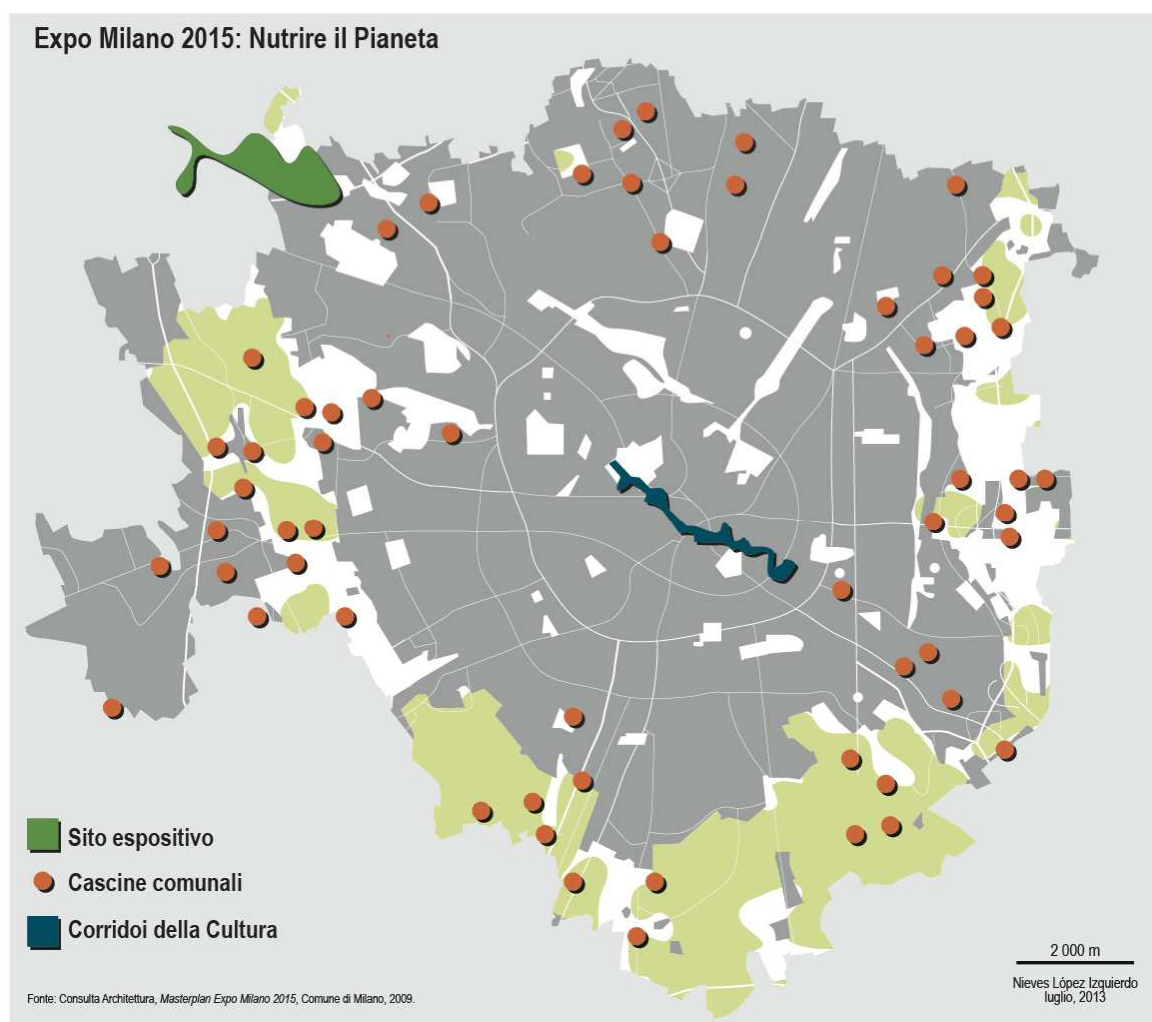 Expo Milano 2015: Nutrire il Pianeta
Sito espositivo
Cascine comunali
Corridoi della Cultura
2 000 m
Nieves López Izquierdo
luglio, 2013
Fonte: Consulta Architettura, Masterplan Expo Milano 2015, Comune di Milano, 2009.